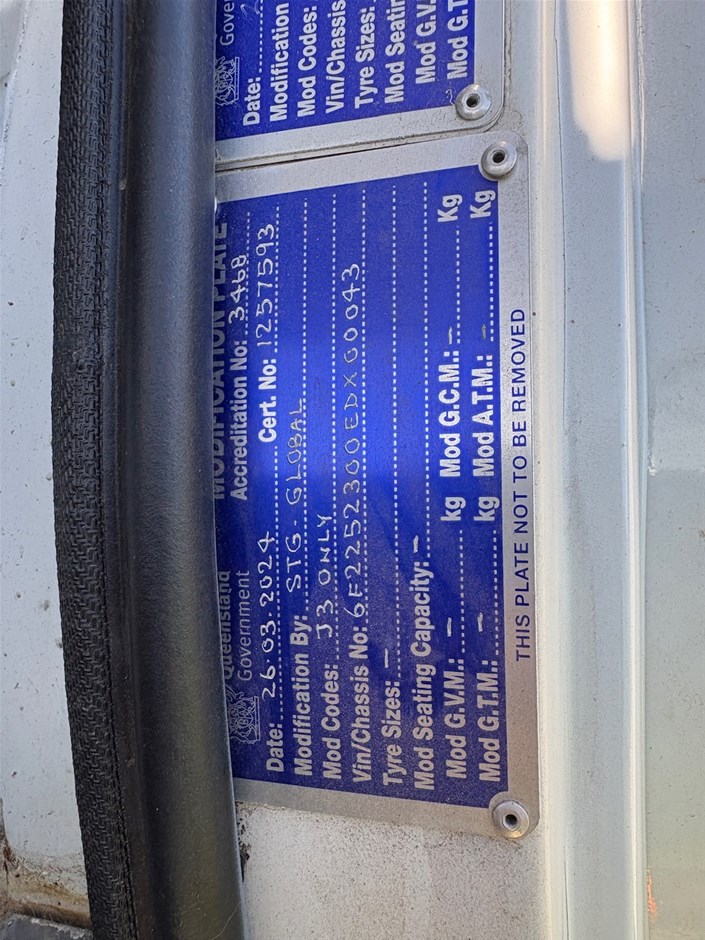 Gover
Date:
Modification
Mod Codes:
Vin/Chassis
Tyre Sizes:
Mod Seatin
Mod G.V.
Mod G.T.
Queensland
Government
MODIFICATION PLATE
Accreditation No: 3468
Date: 26.03.2024 Cert. No: 1257593
Modification By: STG. GLOBAL
Mod Codes: J3 ONLY
Vin/Chassis No: 6F2252300EDXG0043
Tyre Sizes: -
Mod Seating Capacity: -
Mod G.V.M.: - kg Mod G.C.M.: - Kg
Mod G.T.M.: - kg Mod A.T.M.: - Kg
THIS PLATE NOT TO BE REMOVED